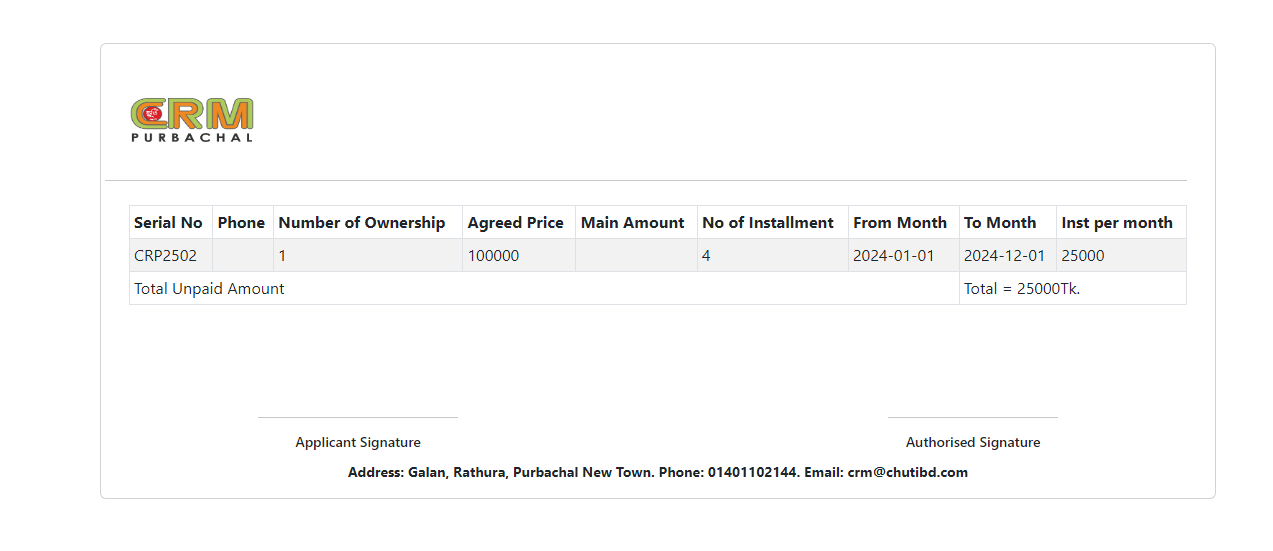 CRM
PURBACHAL
Serial No Phone Number of Ownership Agreed Price Main Amount No of Installment From Month To Month Inst per month
CRP2502 1 100000 4 2024-01-01 2024-12-01 25000
Total Unpaid Amount Total = 25000Tk.
Applicant Signature Authorised Signature
Address: Galan, Rathura, Purbachal New Town. Phone: 01401102144. Email: crm@chutibd.com